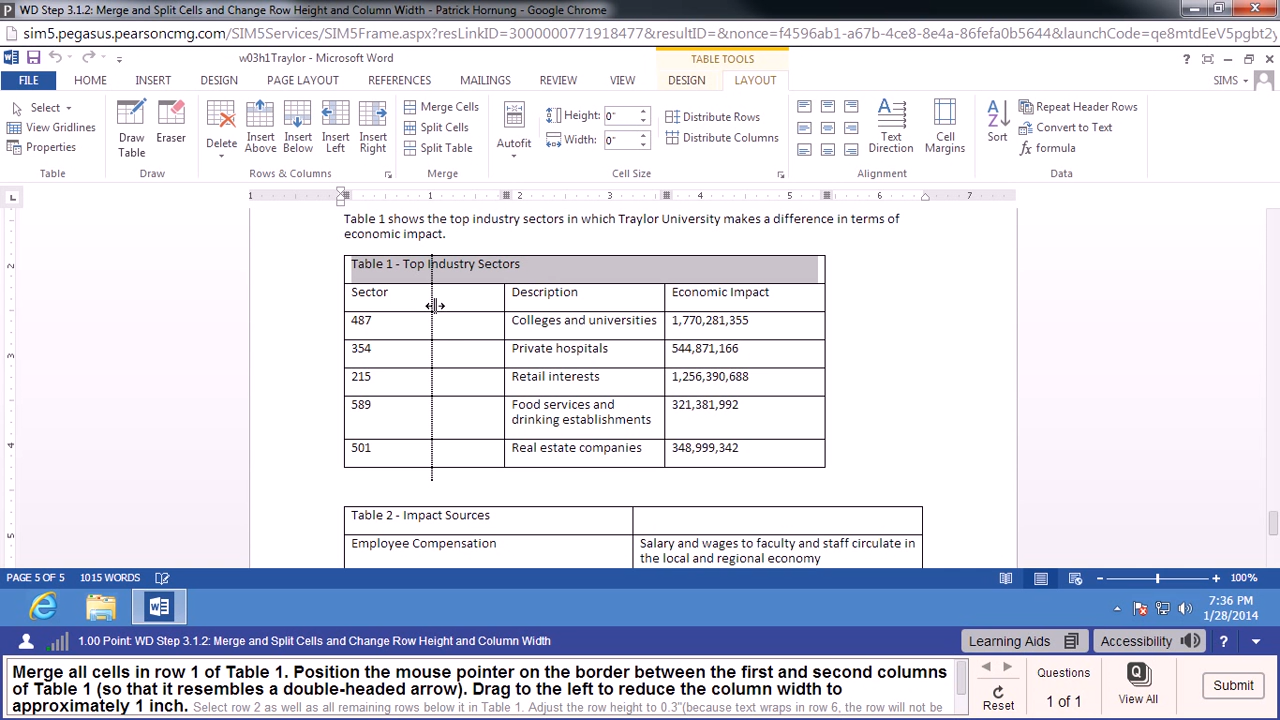 WD Step 3.1.2: Merge and Split Cells and Change Row Height and Column Width - Patrick Hornung - Google Chrome
sim5.pegasus.pearsoncmg.com/SIM5Services/SIM5Frame.aspx?resLinkID=3000000771918477&resultID=&nonce=f4596ab1-a67b-4ce8-8e4a-86fefa0b5644&launchCode=qe8mtdEeV5pgbt2y
w03h1Traylor - Microsoft Word
TABLE TOOLS
FILE HOME INSERT DESIGN PAGE LAYOUT REFERENCES MAILINGS REVIEW VIEW DESIGN LAYOUT SIMS
Select
View Gridlines
Properties
Table
Draw Table
Eraser
Draw
Delete
Insert Above
Insert Below
Insert Left
Insert Right
Rows & Columns
Merge Cells
Split Cells
Split Table
Merge
Autofit
Height: 0"
Width: 0"
Distribute Rows
Distribute Columns
Cell Size
Text Direction
Cell Margins
Alignment
Sort
Repeat Header Rows
Convert to Text
formula
Data
1 1 2 3 4 5 6 7
Table 1 shows the top industry sectors in which Traylor University makes a difference in terms of
economic impact.
Table 1 - Top Industry Sectors
Sector Description Economic Impact
487 Colleges and universities 1,770,281,355
354 Private hospitals 544,871,166
215 Retail interests 1,256,390,688
589 Food services and drinking establishments 321,381,992
501 Real estate companies 348,999,342
2
3
4
5
Table 2 - Impact Sources
Employee Compensation Salary and wages to faculty and staff circulate in
the local and regional economy
PAGE 5 OF 5 1015 WORDS 100%
7:36 PM
1/28/2014
1.00 Point: WD Step 3.1.2: Merge and Split Cells and Change Row Height and Column Width
Learning Aids Accessibility ?
Merge all cells in row 1 of Table 1. Position the mouse pointer on the border between the first and second columns
of Table 1 (so that it resembles a double-headed arrow). Drag to the left to reduce the column width to
approximately 1 inch. Select row 2 as well as all remaining rows below it in Table 1. Adjust the row height to 0.3"(because text wraps in row 6, the row will not be
Reset
Questions
1 of 1
View All
Submit